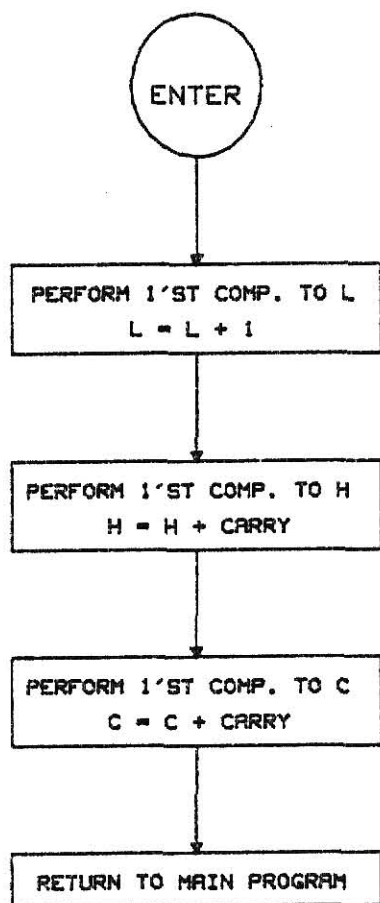 ENTER
PERFORM 1'ST COMP. TO L
L = L + 1
PERFORM 1'ST COMP. TO H
H = H + CARRY
PERFORM 1'ST COMP. TO C
C = C + CARRY
RETURN TO MAIN PROGRAM